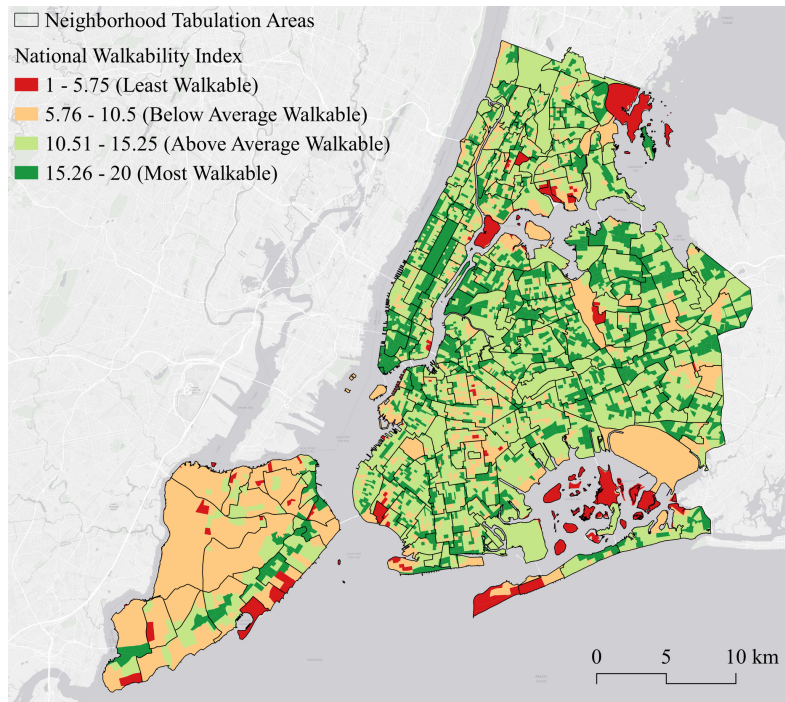 Neighborhood Tabulation Areas
National Walkability Index
1 - 5.75 (Least Walkable)
5.76 - 10.5 (Below Average Walkable)
10.51 - 15.25 (Above Average Walkable)
15.26 - 20 (Most Walkable)
0 5 10 km